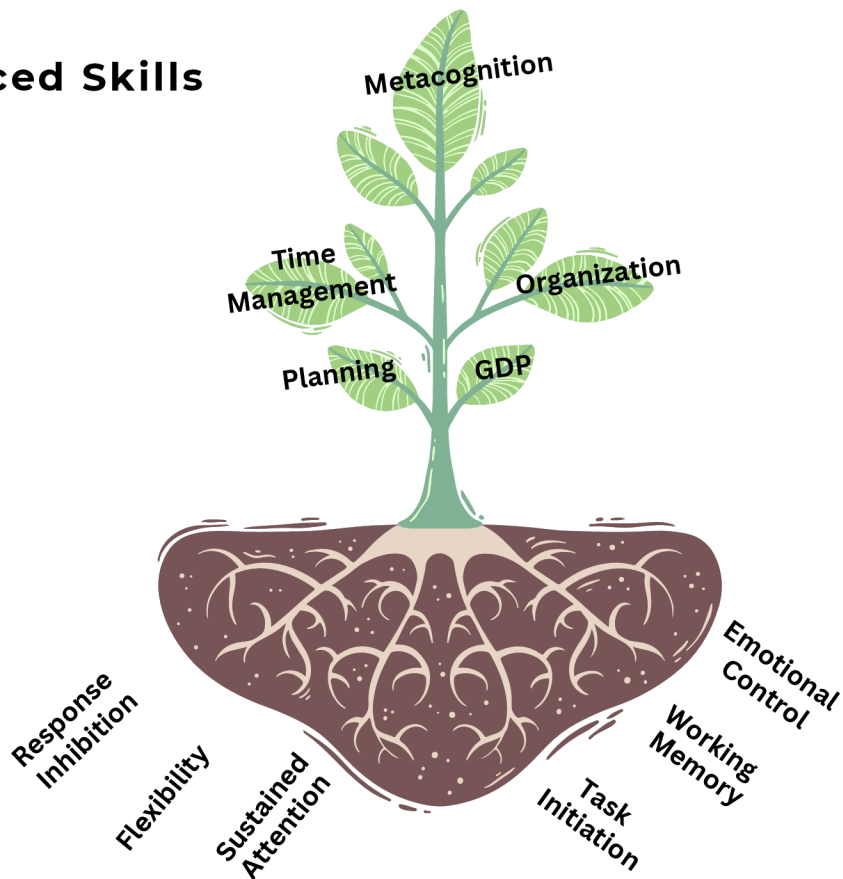 ced Skills
Metacognition
Time
Management
Organization
Planning
GDP
Emotional
Control
Response
Inhibition
Working
Memory
Flexibility
Sustained
Attention
Task
Initiation